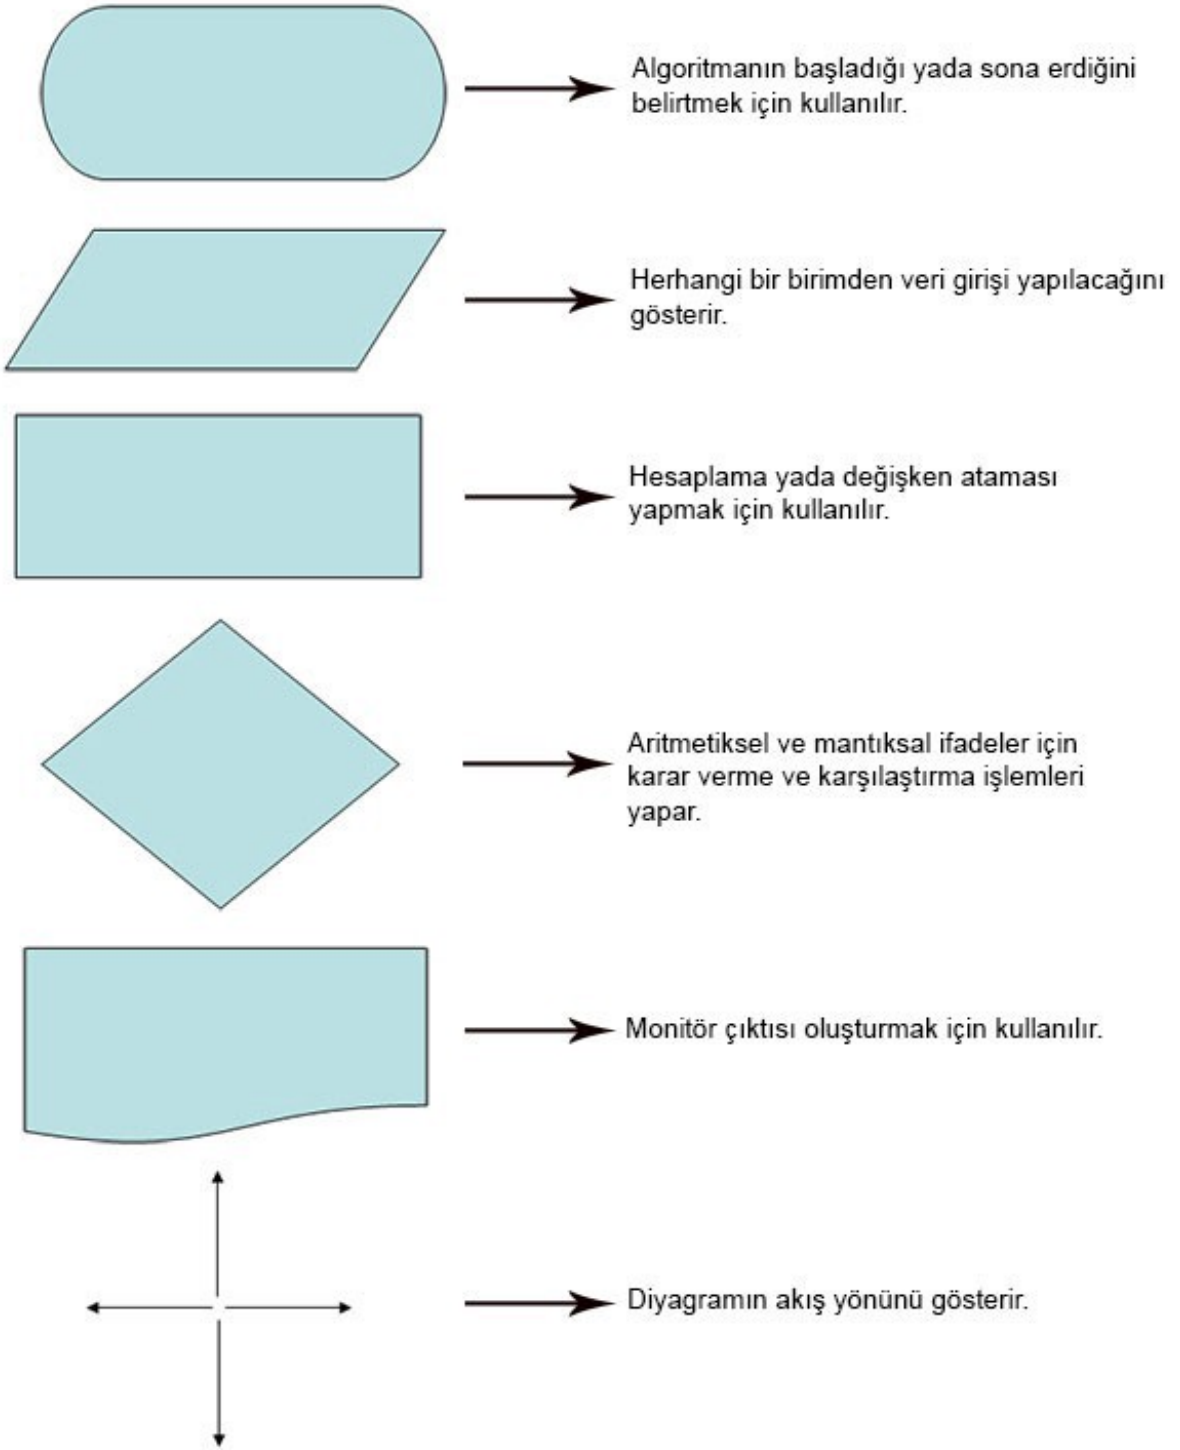 Algoritmanın başladığı yada sona erdiğini
belirtmek için kullanılır.
Herhangi bir birimden veri girişi yapılacağını
gösterir.
Hesaplama yada değişken ataması
yapmak için kullanılır.
Aritmetiksel ve mantıksal ifadeler için
karar verme ve karşılaştırma işlemleri
yapar.
Monitör çıktısı oluşturmak için kullanılır.
Diyagramın akış yönünü gösterir.